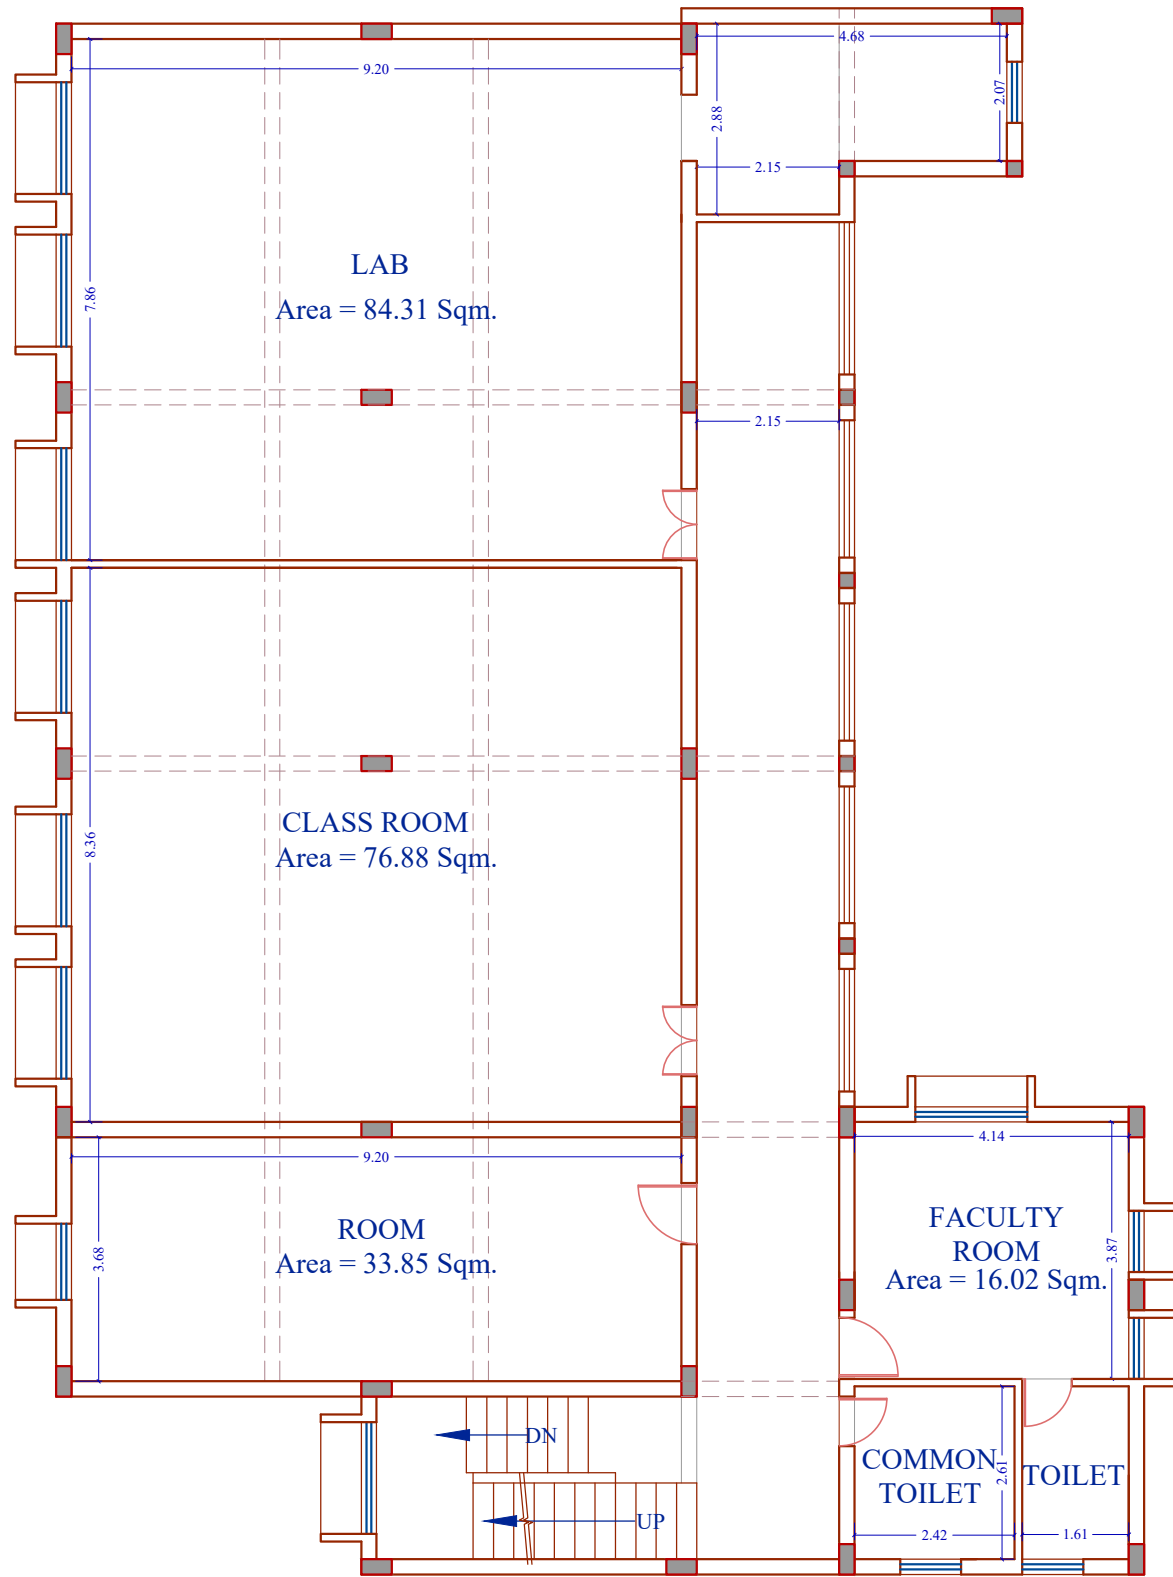 4.68
9.20
2.07
2.88
2.15
LAB
7.86
Area = 84.31 Sqm.
2.15
CLASS ROOM
8.36
Area = 76.88 Sqm.
4.14
9.20
FACULTY
ROOM
ROOM
3.87
3.68
Area = 33.85 Sqm.
Area = 16.02 Sqm.
DN
COMMON
TOILET
2.61
TOILET
UP
2.42
1.61